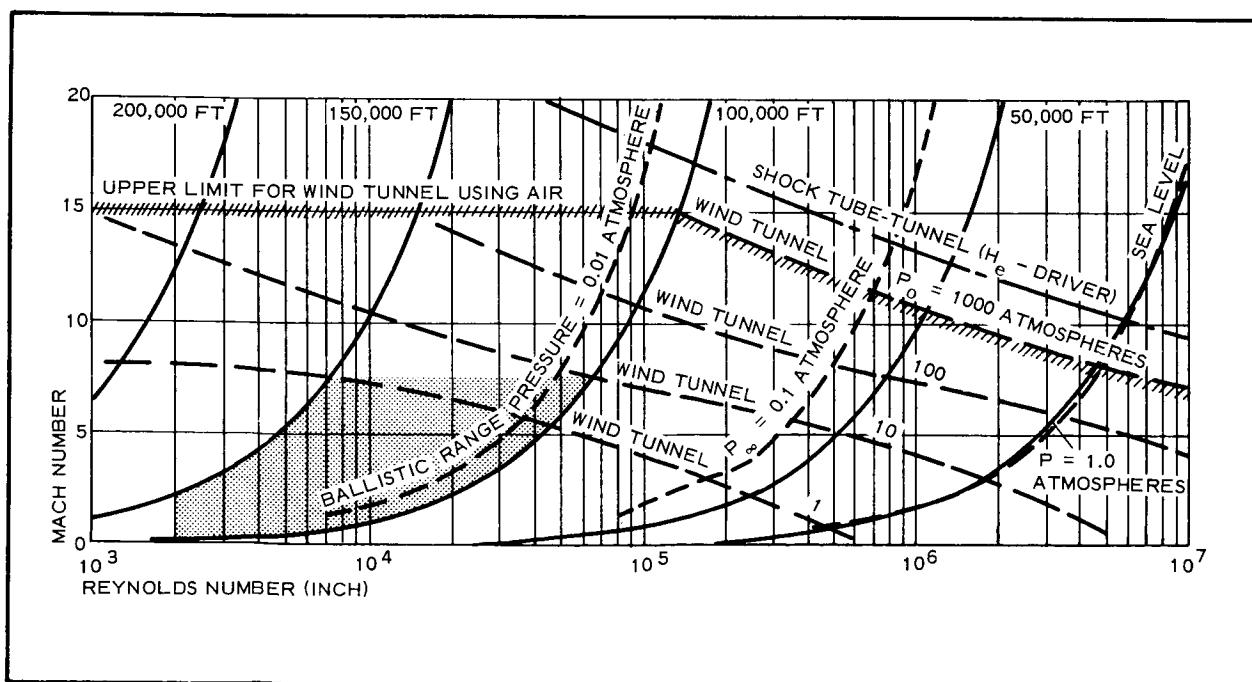 20
200,000 FT
150,000 FT
100,000 FT
50,000 FT
UPPER LIMIT FOR WIND TUNNEL USING AIR
15
10
5
0
MACH NUMBER
BALLISTIC RANGE PRESSURE = 0.01 ATMOSPHERE
P∞ = 0.1 ATMOSPHERE
SHOCK TUBE-TUNNEL (He - DRIVER)
WIND TUNNEL
P₀ = 1000 ATMOSPHERES
WIND TUNNEL
100
WIND TUNNEL
10
WIND TUNNEL
1
SEA LEVEL
P = 1.0
ATMOSPHERES
10³
10⁴
10⁵
10⁶
10⁷
REYNOLDS NUMBER (INCH)